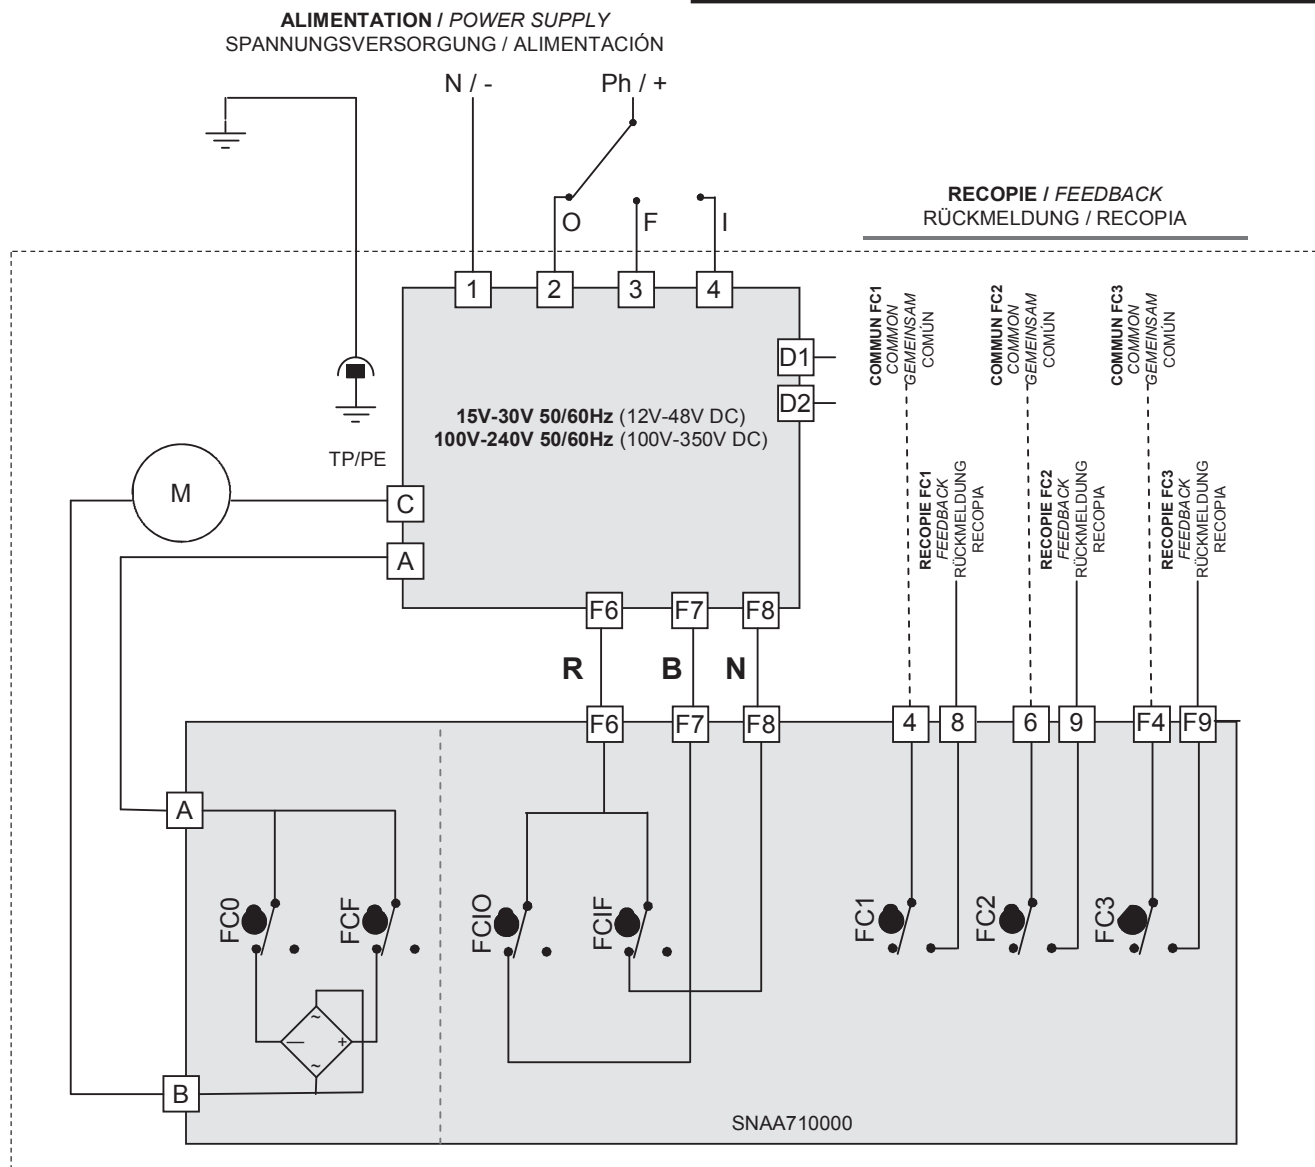 ALIMENTATION / POWER SUPPLY
SPANNUNGSVERSORGUNG / ALIMENTACIÓN
N / -
Ph / +
O
F
I
RECOPIE / FEEDBACK
RÜCKMELDUNG / RECOPIA
1
2
3
4
D1
D2
15V-30V 50/60Hz (12V-48V DC)
100V-240V 50/60Hz (100V-350V DC)
TP/PE
M
C
A
F6
F7
F8
R
B
N
COMMUN FC1
COMMON
GEMEINSAM
COMÚN
RECOPIE FC1
FEEDBACK
RÜCKMELDUNG
RECOPIA
COMMUN FC2
COMMON
GEMEINSAM
COMÚN
RECOPIE FC2
FEEDBACK
RÜCKMELDUNG
RECOPIA
COMMUN FC3
COMMON
GEMEINSAM
COMÚN
RECOPIE FC3
FEEDBACK
RÜCKMELDUNG
RECOPIA
F6
F7
F8
4
8
6
9
F4
F9
A
FC0
FCF
FCIO
FCIF
FC1
FC2
FC3
~
—
+
~
B
SNAA710000